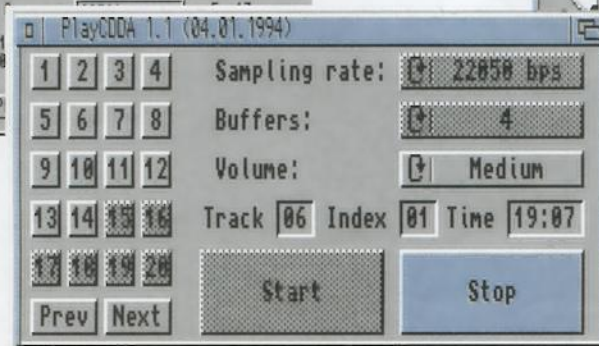 PlayCDDA 1.1 (04.01.1994)
1 2 3 4 Sampling rate: 22050 bps
5 6 7 8 Buffers: 4
9 10 11 12 Volume: Medium
13 14 15 16 Track 06 Index 01 Time 19:07
17 18 19 20 Start Stop
Prev Next